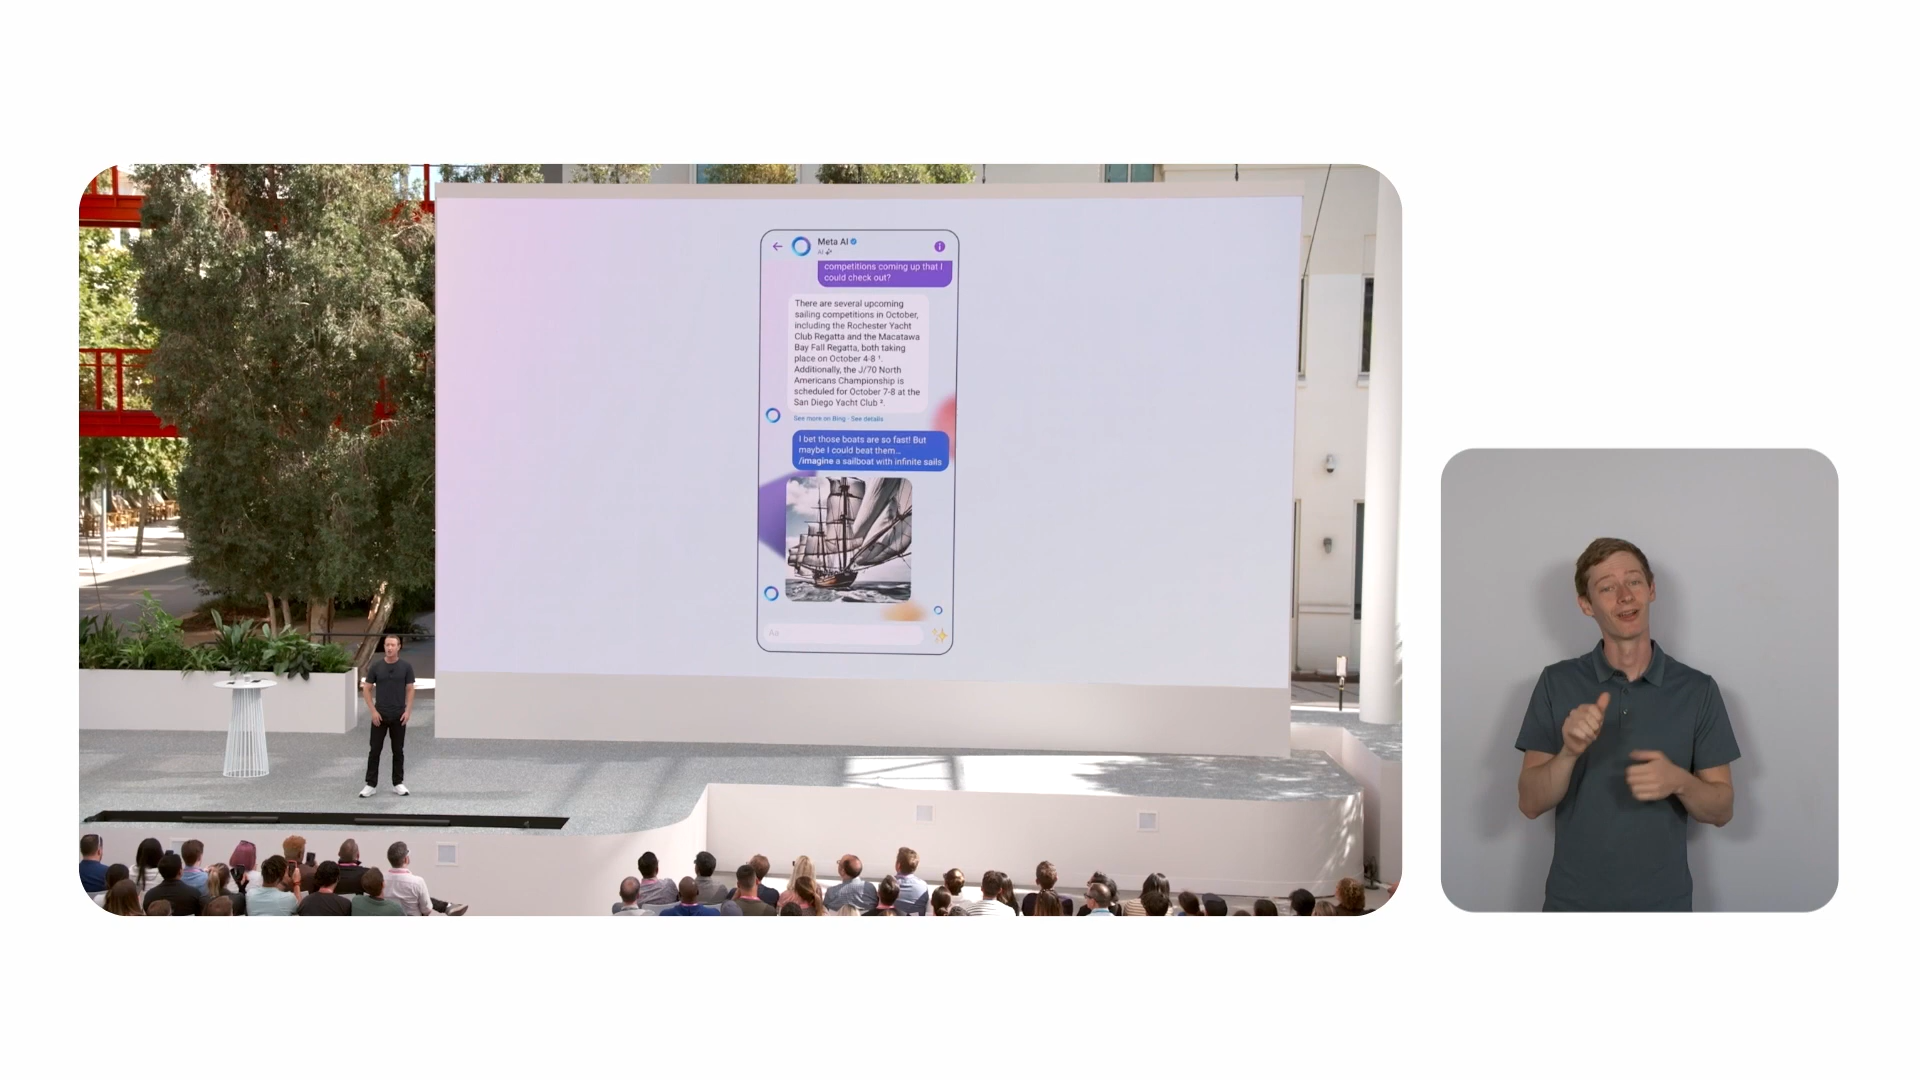 Meta AI
AI
competitions coming up that I
could check out?
There are several upcoming
sailing competitions in October,
including the Rochester Yacht
Club Regatta and the Macatawa
Bay Fall Regatta, both taking
place on October 4-8 ¹.
Additionally, the J/70 North
Americans Championship is
scheduled for October 7-8 at the
San Diego Yacht Club ².
See more on Bing · See details
I bet those boats are so fast! But
maybe I could beat them...
/imagine a sailboat with infinite sails
Aa